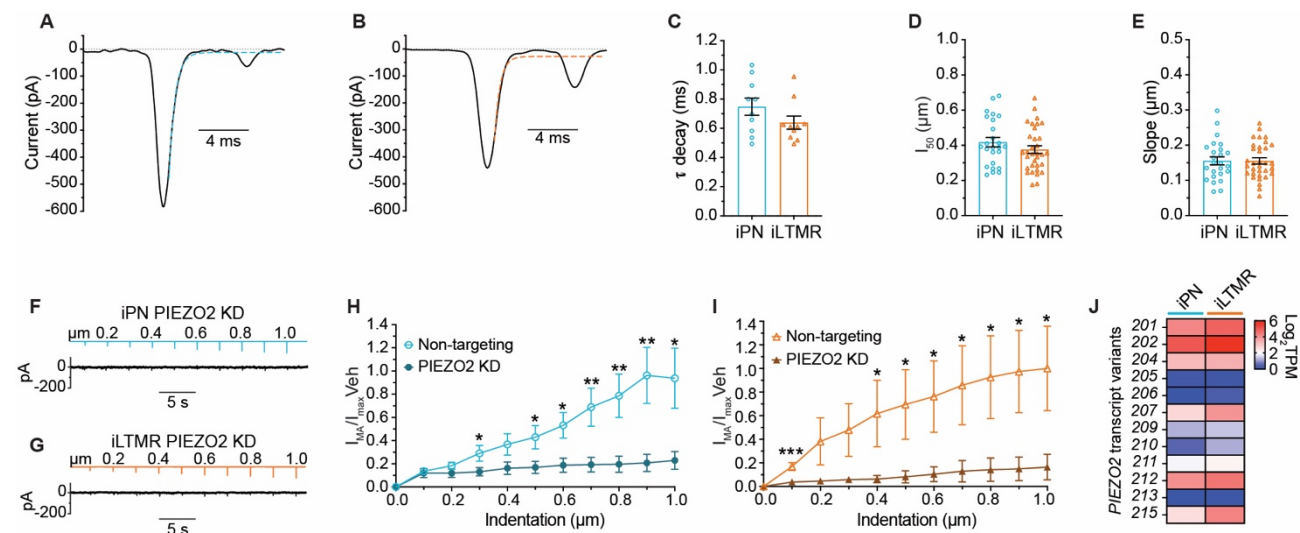 A
0
-100
-200
-300
-400
-500
-600
Current (pA)
4 ms
B
0
-100
-200
-300
-400
-500
-600
Current (pA)
4 ms
C
1.2
1.0
0.8
0.6
0.4
0.2
0.0
τ decay (ms)
iPN iLTMR
D
1.0
0.8
0.6
0.4
0.2
0.0
I50 (μm)
iPN iLTMR
E
0.5
0.4
0.3
0.2
0.1
0.0
Slope (μm)
iPN iLTMR
F
iPN PIEZO2 KD
μm 0.2 0.4 0.6 0.8 1.0
pA
0
-200
5 s
G
iLTMR PIEZO2 KD
0.2 0.4 0.6 0.8 1.0
pA
0
-200
5 s
H
1.4
1.2
1.0
0.8
0.6
0.4
0.2
0.0
IMA/ImaxVeh
Non-targeting
PIEZO2 KD
* * * ** ** ** *
0.0 0.2 0.4 0.6 0.8 1.0
Indentation (μm)
I
1.4
1.2
1.0
0.8
0.6
0.4
0.2
0.0
IMA/ImaxVeh
Non-targeting
PIEZO2 KD
*** * * * * * * *
0.0 0.2 0.4 0.6 0.8 1.0
Indentation (μm)
J
iPN
iLTMR
PIEZO2 transcript variants
201
202
204
205
206
207
209
210
211
212
213
215
6
4
2
0
Log2 TPM